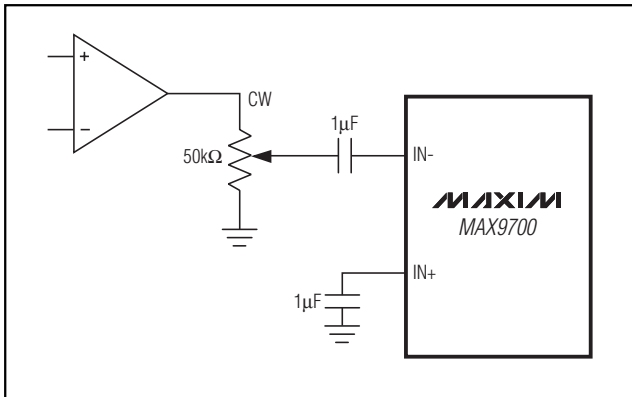 +
−
CW
50kΩ
1μF
IN-
MAXIM
MAX9700
IN+
1μF